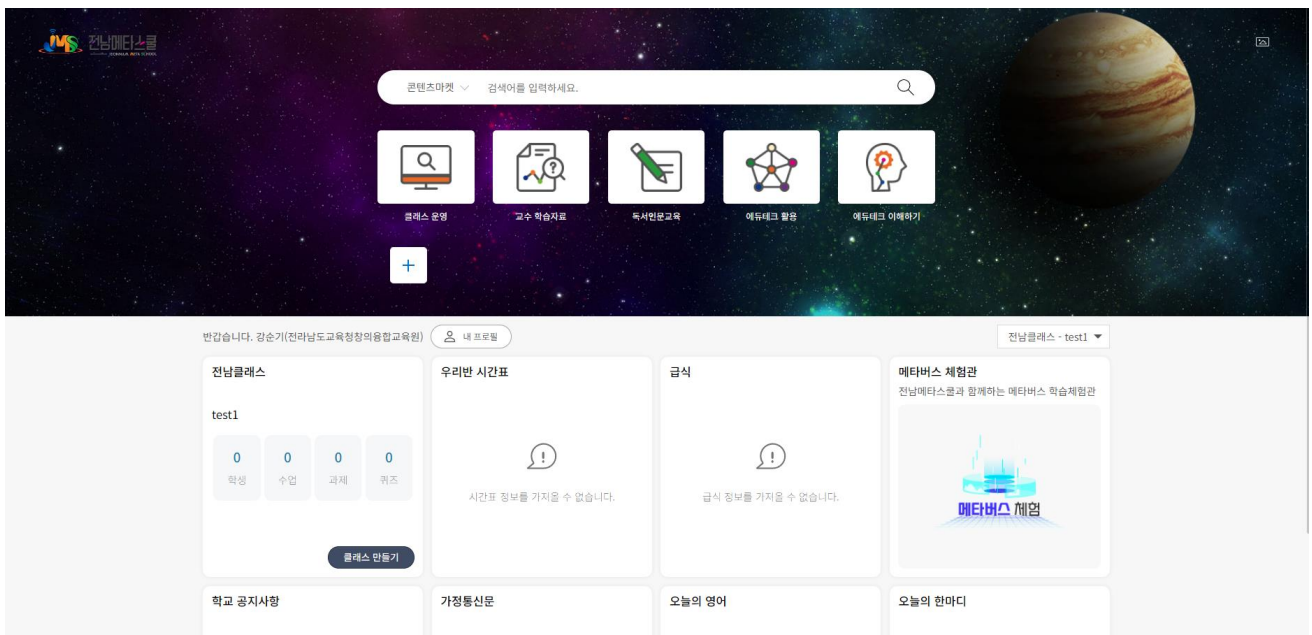 JMS 전남메타스쿨
JEONNAM META SCHOOL
콘텐츠마켓 검색어를 입력하세요.
클래스 운영
교수 학습자료
독서인문교육
에듀테크 활용
에듀테크 이해하기
+
반갑습니다. 강순기(전라남도교육청창의융합교육원) 내 프로필
전남클래스 - test1
전남클래스
test1
0 0 0 0
학생 수업 과제 퀴즈
클래스 만들기
우리반 시간표
시간표 정보를 가져올 수 없습니다.
급식
급식 정보를 가져올 수 없습니다.
메타버스 체험관
전남메타스쿨과 함께하는 메타버스 학습체험관
메타버스 체험
학교 공지사항
가정통신문
오늘의 영어
오늘의 한마디